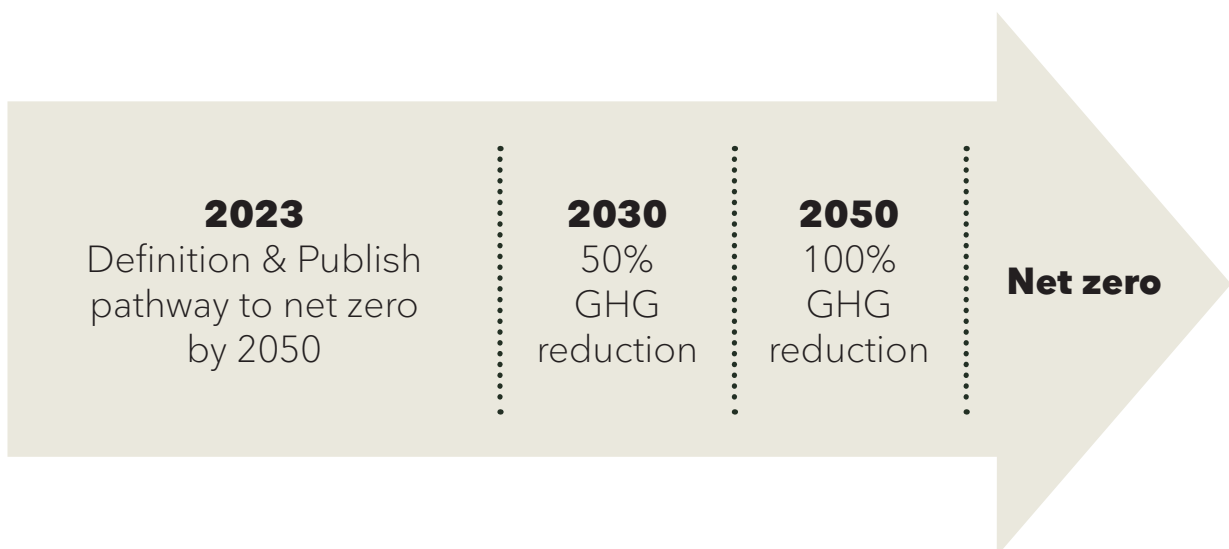 2023
Definition & Publish
pathway to net zero
by 2050
2030
50%
GHG
reduction
2050
100%
GHG
reduction
Net zero